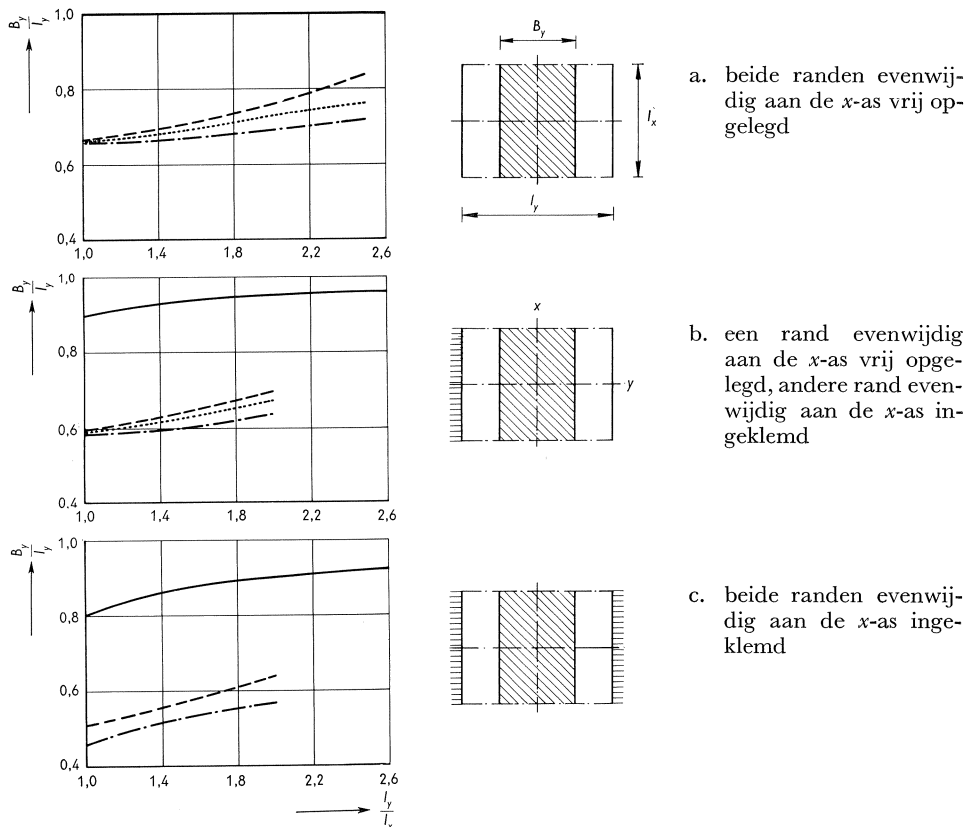 B_y
l_y
1,0
0,8
0,6
0,4
1,0 1,4 1,8 2,2 2,6
B_y
l_x
l_y
a. beide randen evenwij-
dig aan de x-as vrij op-
gelegd
B_y
l_y
1,0
0,8
0,6
0,4
1,0 1,4 1,8 2,2 2,6
x
y
b. een rand evenwijdig
aan de x-as vrij opge-
legd, andere rand even-
wijdig aan de x-as in-
geklemd
B_y
l_y
1,0
0,8
0,6
0,4
1,0 1,4 1,8 2,2 2,6
l_y
l_x
c. beide randen evenwij-
dig aan de x-as inge-
klemd